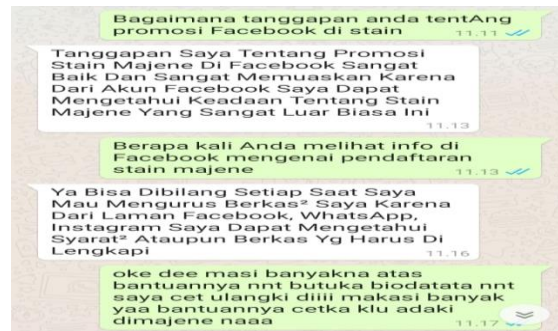 Bagaimana tanggapan anda tentAng
promosi Facebook di stain 11.11
Tanggapan Saya Tentang Promosi
Stain Majene Di Facebook Sangat
Baik Dan Sangat Memuaskan Karena
Dari Akun Facebook Saya Dapat
Mengetahui Keadaan Tentang Stain
Majene Yang Sangat Luar Biasa Ini
11.13
Berapa kali Anda melihat info di
Facebook mengenai pendaftaran
stain majene 11.13
Ya Bisa Dibilang Setiap Saat Saya
Mau Mengurus Berkas² Saya Karena
Dari Laman Facebook, WhatsApp,
Instagram Saya Dapat Mengetahui
Syarat² Ataupun Berkas Yg Harus Di
Lengkapi 11.16
oke dee masi banyakna atas
bantuannya nnt butuka biodatata nnt
saya cet ulangki diiii makasi banyak
yaa bantuannya cetka klu adaki
dimajene naaa 11.17